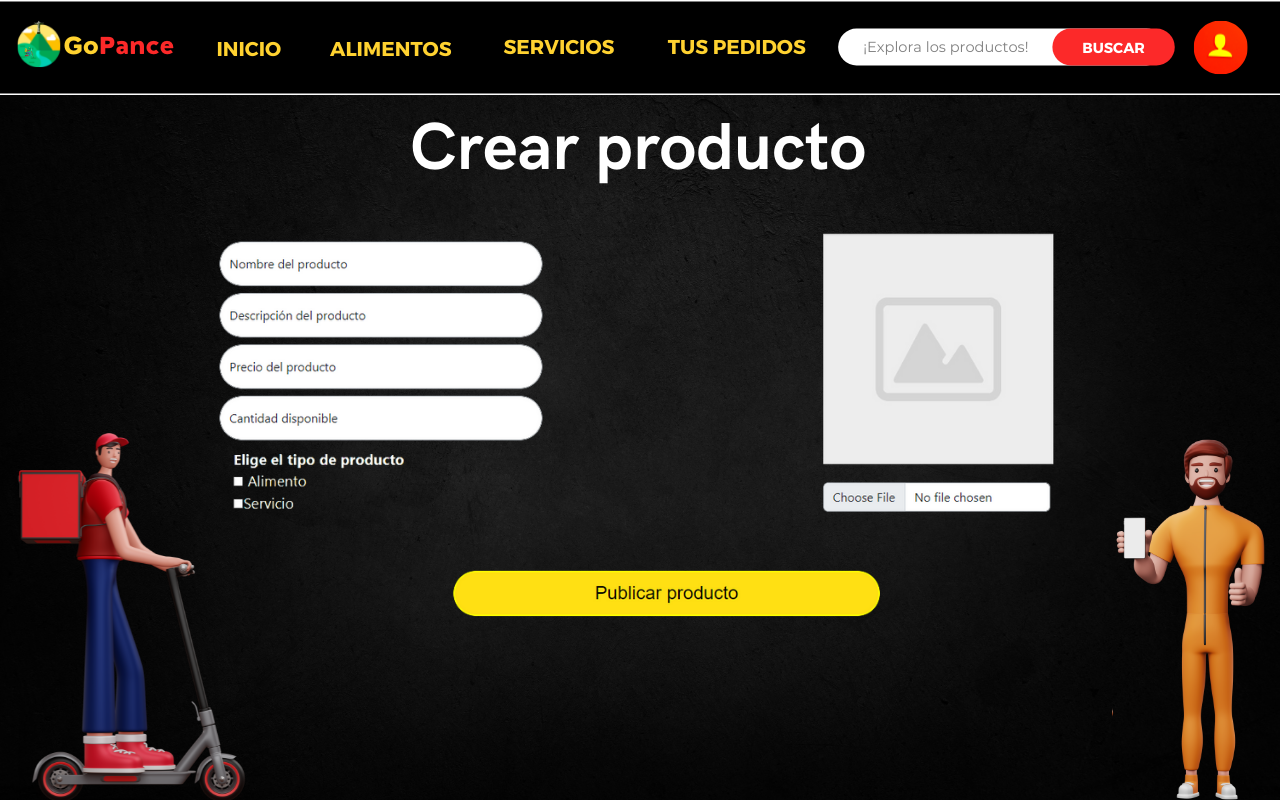 GoPance
INICIO
ALIMENTOS
SERVICIOS
TUS PEDIDOS
¡Explora los productos!
BUSCAR
Crear producto
Nombre del producto
Descripción del producto
Precio del producto
Cantidad disponible
Elige el tipo de producto
Alimento
Servicio
Choose File
No file chosen
Publicar producto